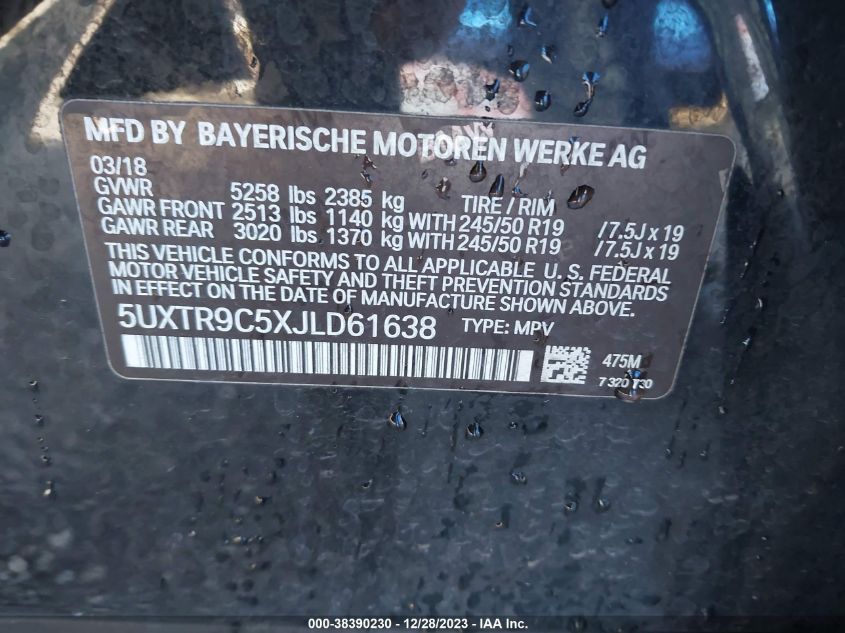 MFD BY BAYERISCHE MOTOREN WERKE AG
03/18
GVWR 5258 lbs 2385 kg TIRE / RIM
GAWR FRONT 2513 lbs 1140 kg WITH 245/50 R19 /7.5J x 19
GAWR REAR 3020 lbs 1370 kg WITH 245/50 R19 /7.5J x 19
THIS VEHICLE CONFORMS TO ALL APPLICABLE U. S. FEDERAL
MOTOR VEHICLE SAFETY AND THEFT PREVENTION STANDARDS
IN EFFECT ON THE DATE OF MANUFACTURE SHOWN ABOVE.
5UXTR9C5XJLD61638 TYPE: MPV
475M
7 320 T30
000-38390230 - 12/28/2023 - IAA Inc.